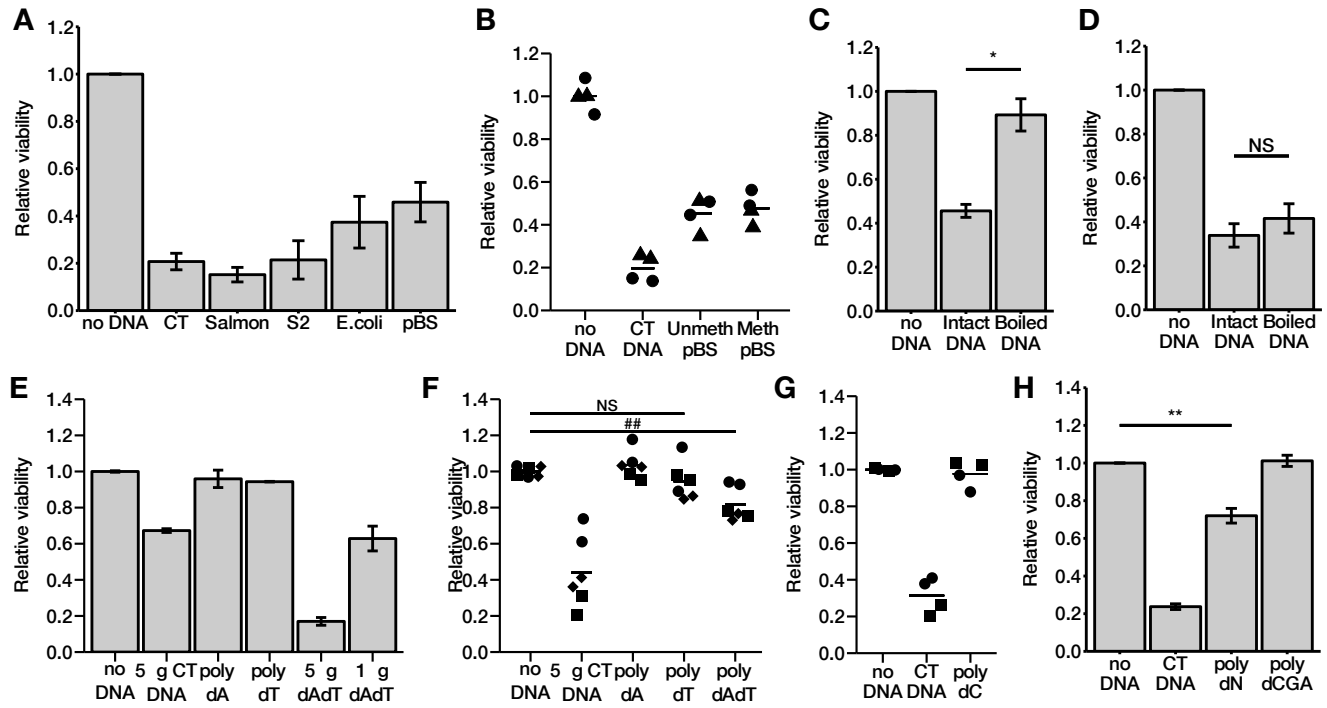 A
Relative viability
1.2
1.0
0.8
0.6
0.4
0.2
0.0
no DNA CT Salmon S2 E.coli pBS
B
Relative viability
1.2
1.0
0.8
0.6
0.4
0.2
0.0
no CT Unmeth Meth
DNA DNA pBS pBS
C
Relative viability
1.2
1.0
0.8
0.6
0.4
0.2
0.0
*
no Intact Boiled
DNA DNA DNA
D
Relative viability
1.2
1.0
0.8
0.6
0.4
0.2
0.0
NS
no Intact Boiled
DNA DNA DNA
E
Relative viability
1.4
1.2
1.0
0.8
0.6
0.4
0.2
0.0
no 5 g CT poly poly 5 g 1 g
DNA DNA dA dT dAdT dAdT
F
Relative viability
1.4
1.2
1.0
0.8
0.6
0.4
0.2
0.0
NS
##
no 5 g CT poly poly poly
DNA DNA dA dT dAdT
G
Relative viability
1.4
1.2
1.0
0.8
0.6
0.4
0.2
0.0
no CT poly
DNA DNA dC
H
Relative viability
1.4
1.2
1.0
0.8
0.6
0.4
0.2
0.0
**
no CT poly poly
DNA DNA dN dCGA